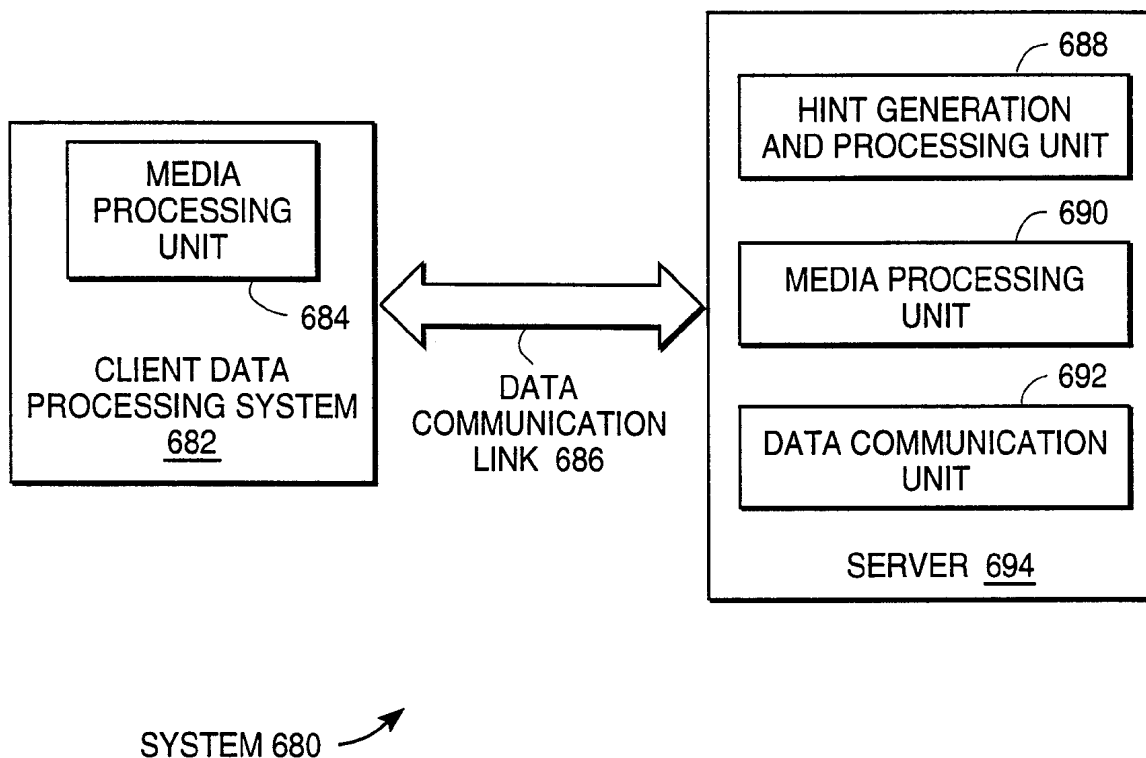 MEDIA
PROCESSING
UNIT
684
CLIENT DATA
PROCESSING SYSTEM
682
DATA
COMMUNICATION
LINK 686
688
HINT GENERATION
AND PROCESSING UNIT
690
MEDIA PROCESSING
UNIT
692
DATA COMMUNICATION
UNIT
SERVER 694
SYSTEM 680